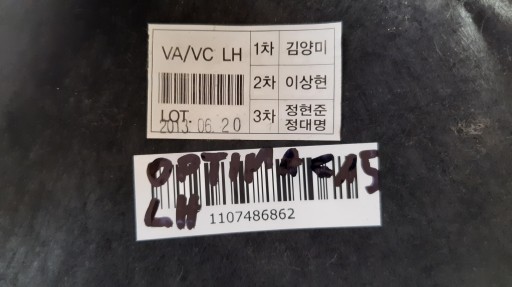 VA/VC LH
1차 김양미
2차 이상현
LOT.
2013.06.20
3차 정현준
정대명
OPTIMA K5
LH
1107486862